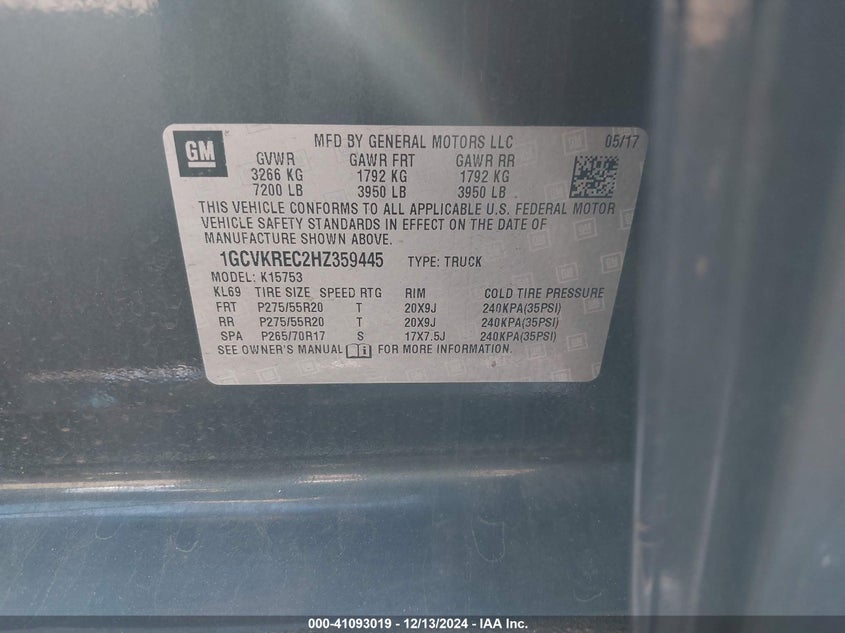 GM
MFD BY GENERAL MOTORS LLC 05/17
GVWR GAWR FRT GAWR RR
3266 KG 1792 KG 1792 KG
7200 LB 3950 LB 3950 LB
THIS VEHICLE CONFORMS TO ALL APPLICABLE U.S. FEDERAL MOTOR
VEHICLE SAFETY STANDARDS IN EFFECT ON THE DATE OF
MANUFACTURE SHOWN ABOVE.
1GCVKREC2HZ359445 TYPE: TRUCK
MODEL: K15753
KL69 TIRE SIZE SPEED RTG RIM COLD TIRE PRESSURE
FRT P275/55R20 T 20X9J 240KPA(35PSI)
RR P275/55R20 T 20X9J 240KPA(35PSI)
SPA P265/70R17 S 17X7.5J 240KPA(35PSI)
SEE OWNER'S MANUAL FOR MORE INFORMATION.
000-41093019 - 12/13/2024 - IAA Inc.